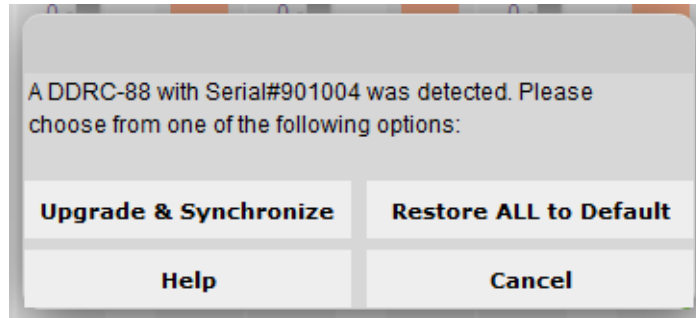 A DDRC-88 with Serial#901004 was detected. Please
choose from one of the following options:
Upgrade & Synchronize
Restore ALL to Default
Help
Cancel